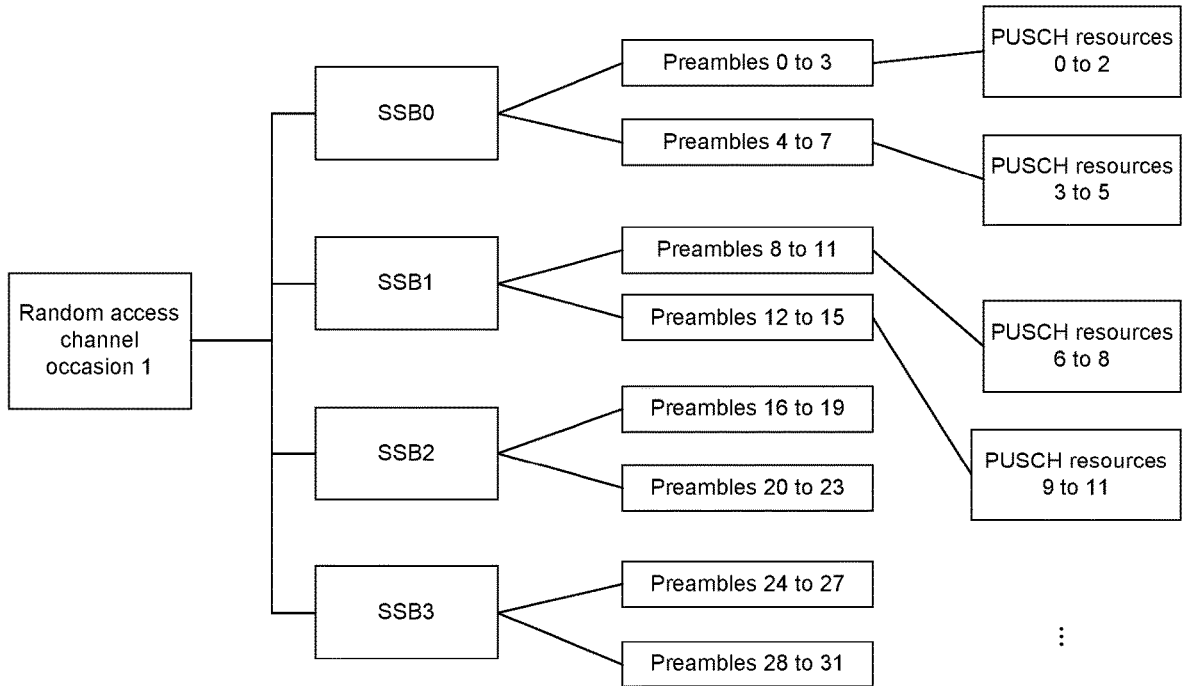 Random access
channel
occasion 1
SSB0
SSB1
SSB2
SSB3
Preambles 0 to 3
Preambles 4 to 7
Preambles 8 to 11
Preambles 12 to 15
Preambles 16 to 19
Preambles 20 to 23
Preambles 24 to 27
Preambles 28 to 31
PUSCH resources
0 to 2
PUSCH resources
3 to 5
PUSCH resources
6 to 8
PUSCH resources
9 to 11
⋮